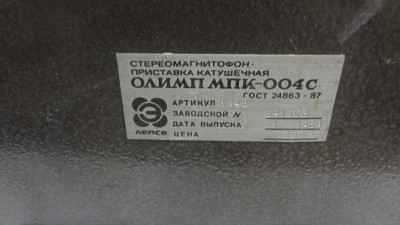 СТЕРЕОМАГНИТОФОН-
ПРИСТАВКА КАТУШЕЧНАЯ
ОЛИМП МПК-004С
ГОСТ 24863 - 87
АРТИКУЛ
ЗАВОДСКОЙ №
ДАТА ВЫПУСКА
ЦЕНА
лепсе